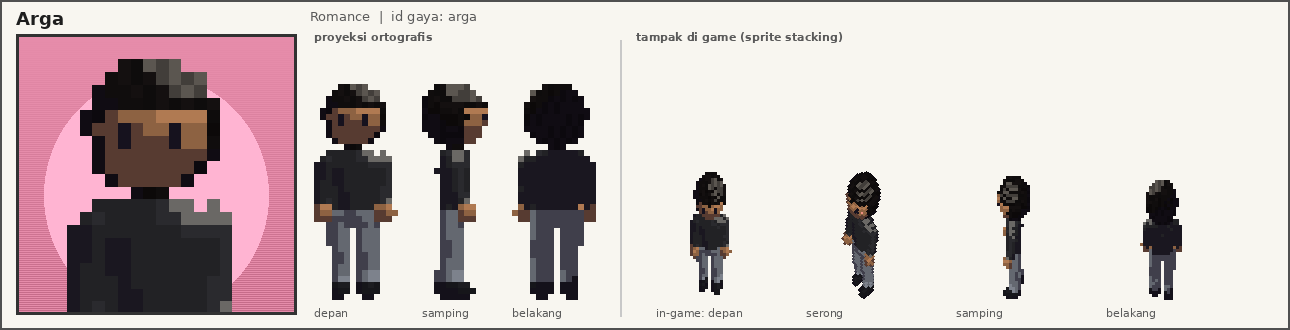 Arga
Romance | id gaya: arga
proyeksi ortografis
tampak di game (sprite stacking)
depan
samping
belakang
in-game: depan
serong
samping
belakang